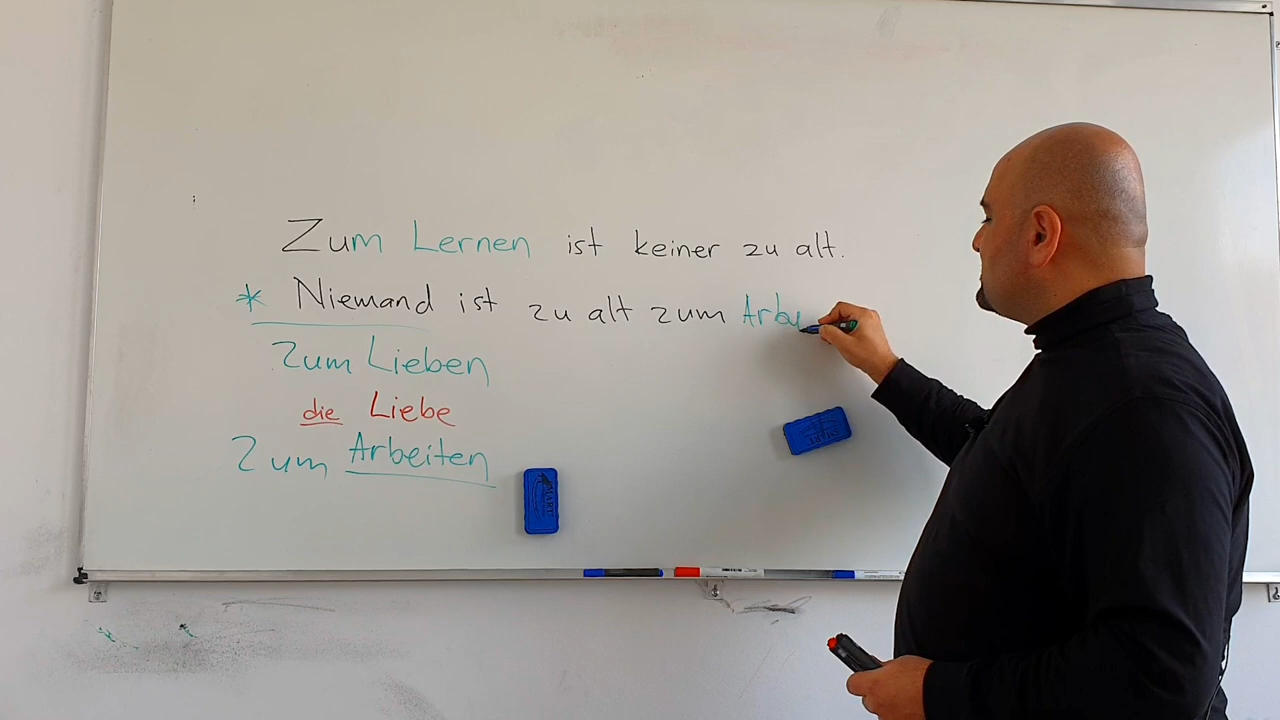 Zum Lernen ist keiner zu alt.
* Niemand ist zu alt zum Arbe
Zum Lieben
die Liebe
Zum Arbeiten